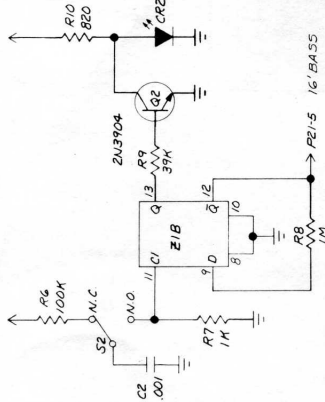 R10
820
CR2
Q2
2N3904
R9
39K
13
12
Q
Q̅
Z1B
10
8
C1
D
11
9
R8
1M
P21-5 16' BASS
R6
100K
N.C.
N.O.
S2
C2
.001
R7
1K